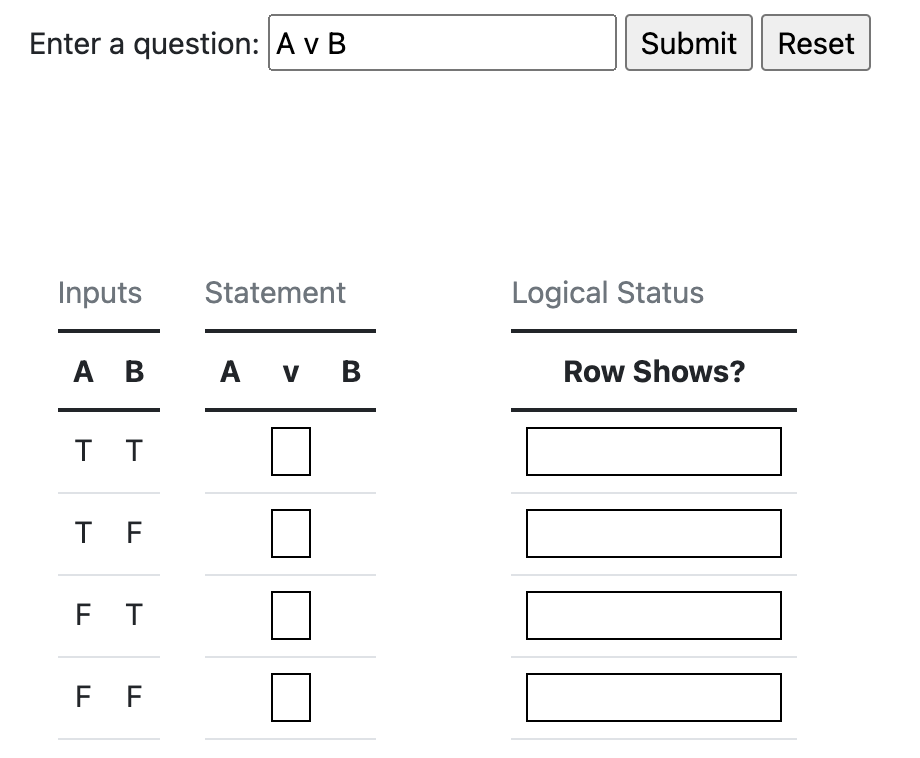 Enter a question: A v B Submit Reset
Inputs Statement Logical Status
A B A v B Row Shows?
T T
T F
F T
F F